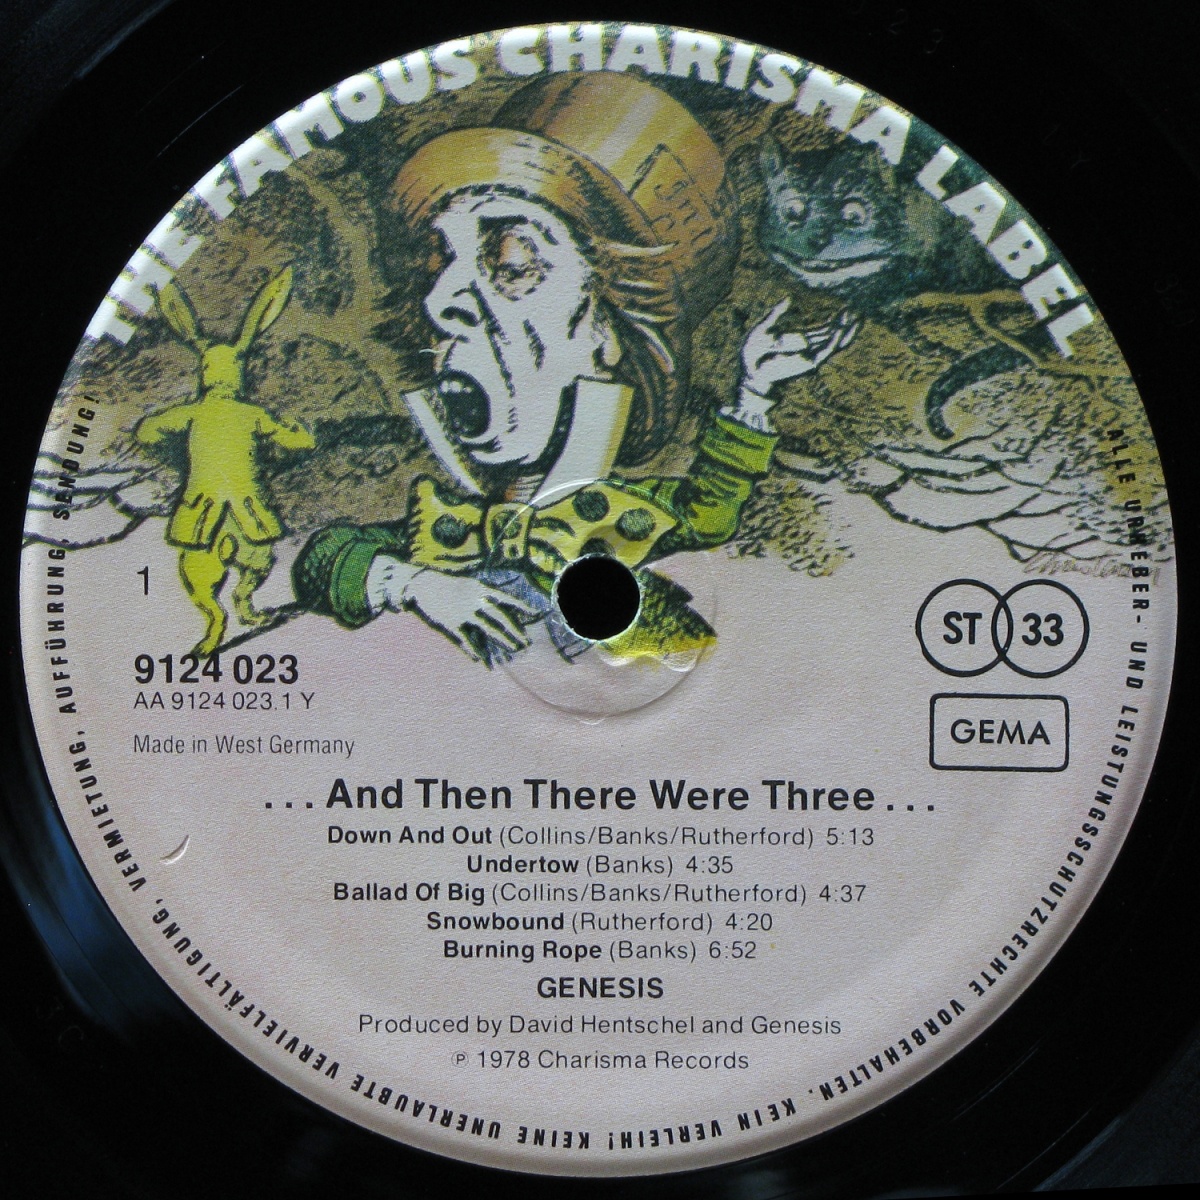 THE FAMOUS CHARISMA LABEL
1
9124 023
AA 9124 023.1 Y
Made in West Germany
ST 33
GEMA
...And Then There Were Three...
Down And Out (Collins/Banks/Rutherford) 5:13
Undertow (Banks) 4:35
Ballad Of Big (Collins/Banks/Rutherford) 4:37
Snowbound (Rutherford) 4:20
Burning Rope (Banks) 6:52
GENESIS
Produced by David Hentschel and Genesis
℗ 1978 Charisma Records
ALLE URHEBER- UND LEISTUNGSSCHUTZRECHTE VORBEHALTEN. KEIN VERLEIH! KEINE UNERLAUBTE VERVIELFÄLTIGUNG, VERMIETUNG, AUFFÜHRUNG, SENDUNG!